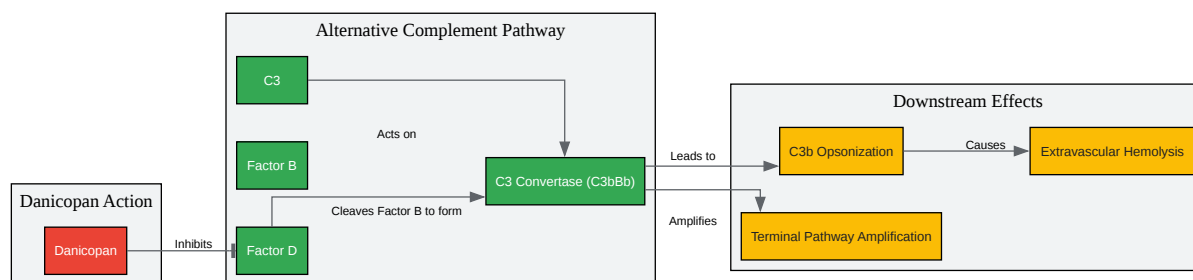 Alternative Complement Pathway
C3
Acts on
Factor B
C3 Convertase (C3bBb)
Cleaves Factor B to form
Factor D
Danicopan Action
Danicopan
Inhibits
Leads to
Amplifies
Downstream Effects
C3b Opsonization
Causes
Extravascular Hemolysis
Terminal Pathway Amplification